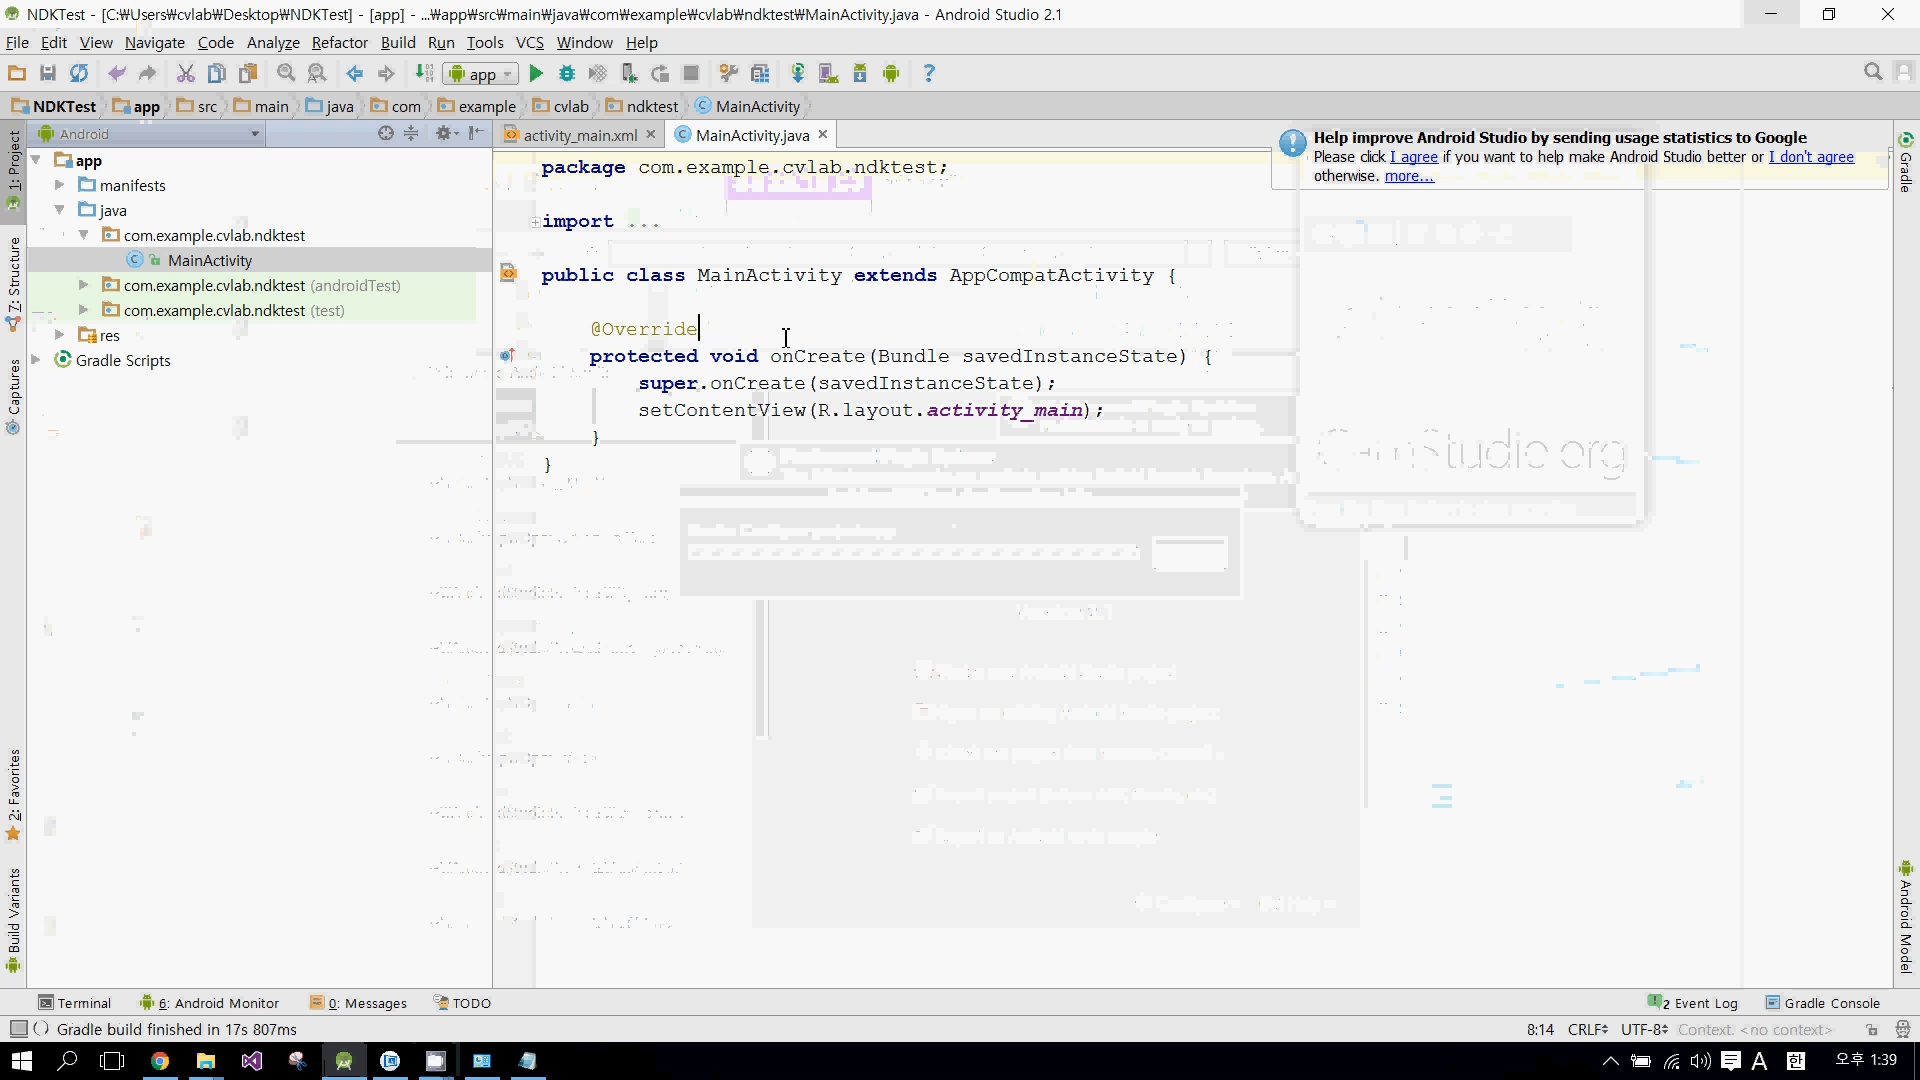 NDKTest - [C:₩Users₩cvlab₩Desktop₩NDKTest] - [app] - ...₩app₩src₩main₩java₩com₩example₩cvlab₩ndktest₩MainActivity.java - Android Studio 2.1
File Edit View Navigate Code Analyze Refactor Build Run Tools VCS Window Help
app
NDKTest app src main java com example cvlab ndktest MainActivity
Android
activity_main.xml
MainActivity.java
1: Project
Z: Structure
Captures
2: Favorites
Build Variants
app
manifests
java
com.example.cvlab.ndktest
MainActivity
com.example.cvlab.ndktest (androidTest)
com.example.cvlab.ndktest (test)
res
Gradle Scripts
package com.example.cvlab.ndktest;
import ...
public class MainActivity extends AppCompatActivity {
@Override
protected void onCreate(Bundle savedInstanceState) {
super.onCreate(savedInstanceState);
setContentView(R.layout.activity_main);
}
}
Help improve Android Studio by sending usage statistics to Google
Please click I agree if you want to help make Android Studio better or I don't agree
otherwise. more...
Gradle
Android Model
Terminal 6: Android Monitor 0: Messages TODO
2 Event Log Gradle Console
Gradle build finished in 17s 807ms
8:14 CRLF UTF-8 Context: <no context>
A 한 오후 1:39